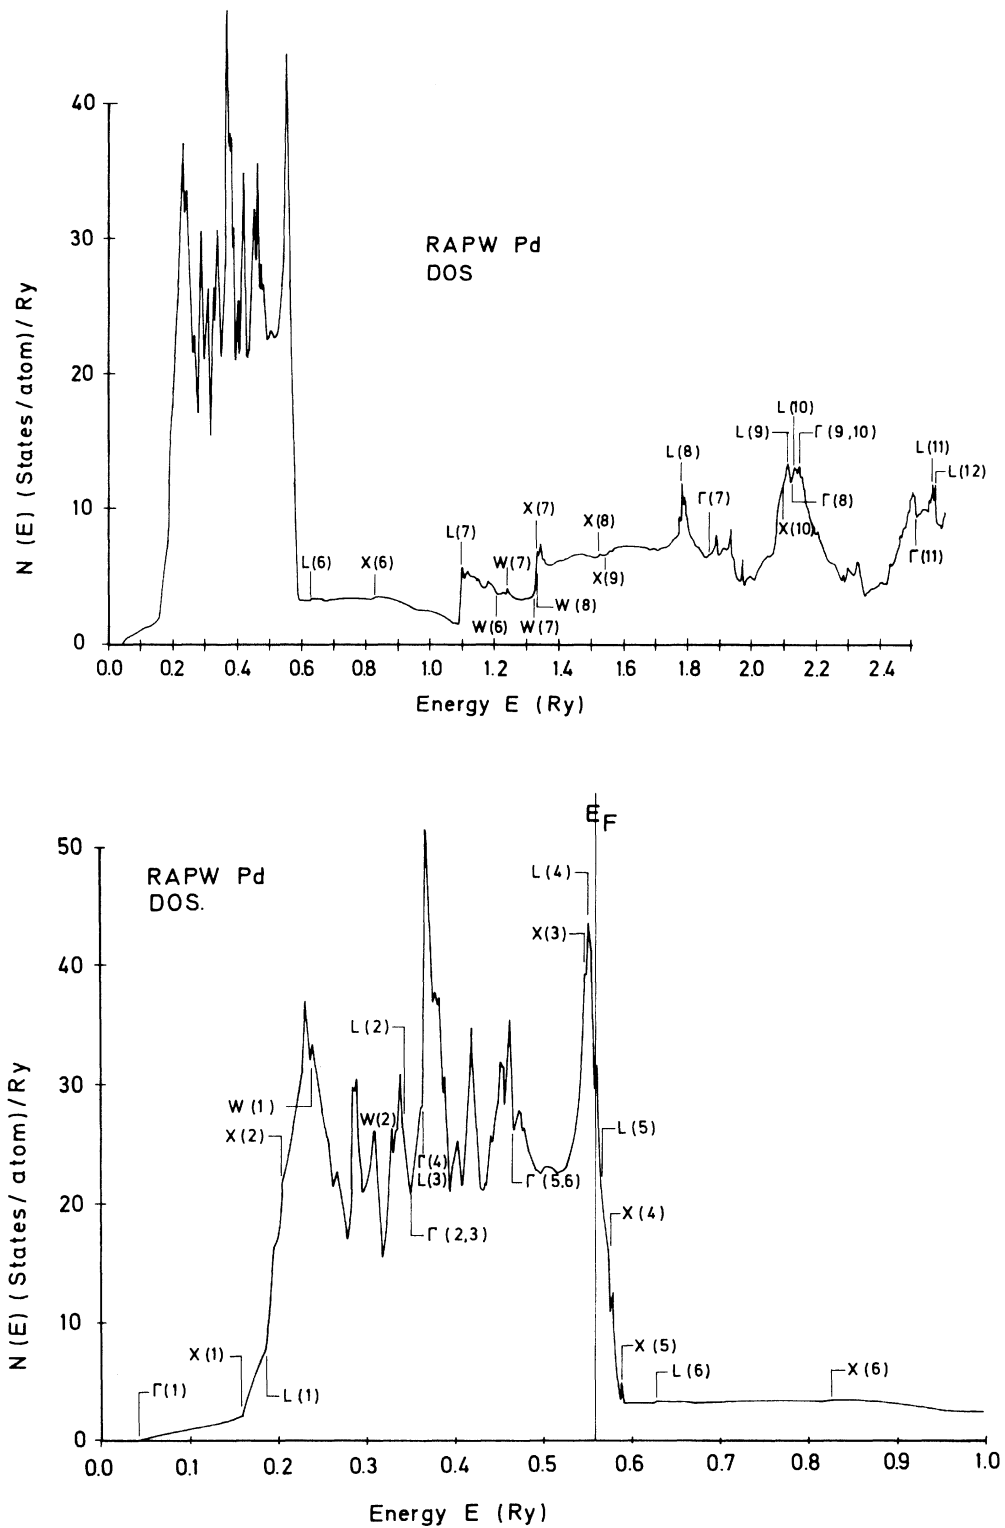 40
30
20
10
0
N (E) (States/atom)/Ry
RAPW Pd
DOS
L(6)
X(6)
L(7)
W(7)
W(6)
X(7)
W(8)
W(7)
X(8)
X(9)
L(8)
Γ(7)
L(10)
L(9)
Γ(9,10)
Γ(8)
X(10)
L(11)
L(12)
Γ(11)
0.0 0.2 0.4 0.6 0.8 1.0 1.2 1.4 1.6 1.8 2.0 2.2 2.4
Energy E (Ry)
50
40
30
20
10
0
N(E) (States/atom)/Ry
RAPW Pd
DOS.
E_F
L(4)
X(3)
L(2)
W(1)
X(2)
W(2)
Γ(4)
L(3)
Γ(5,6)
Γ(2,3)
L(5)
X(4)
X(1)
Γ(1)
L(1)
X(5)
L(6)
X(6)
0.0 0.1 0.2 0.3 0.4 0.5 0.6 0.7 0.8 0.9 1.0
Energy E (Ry)